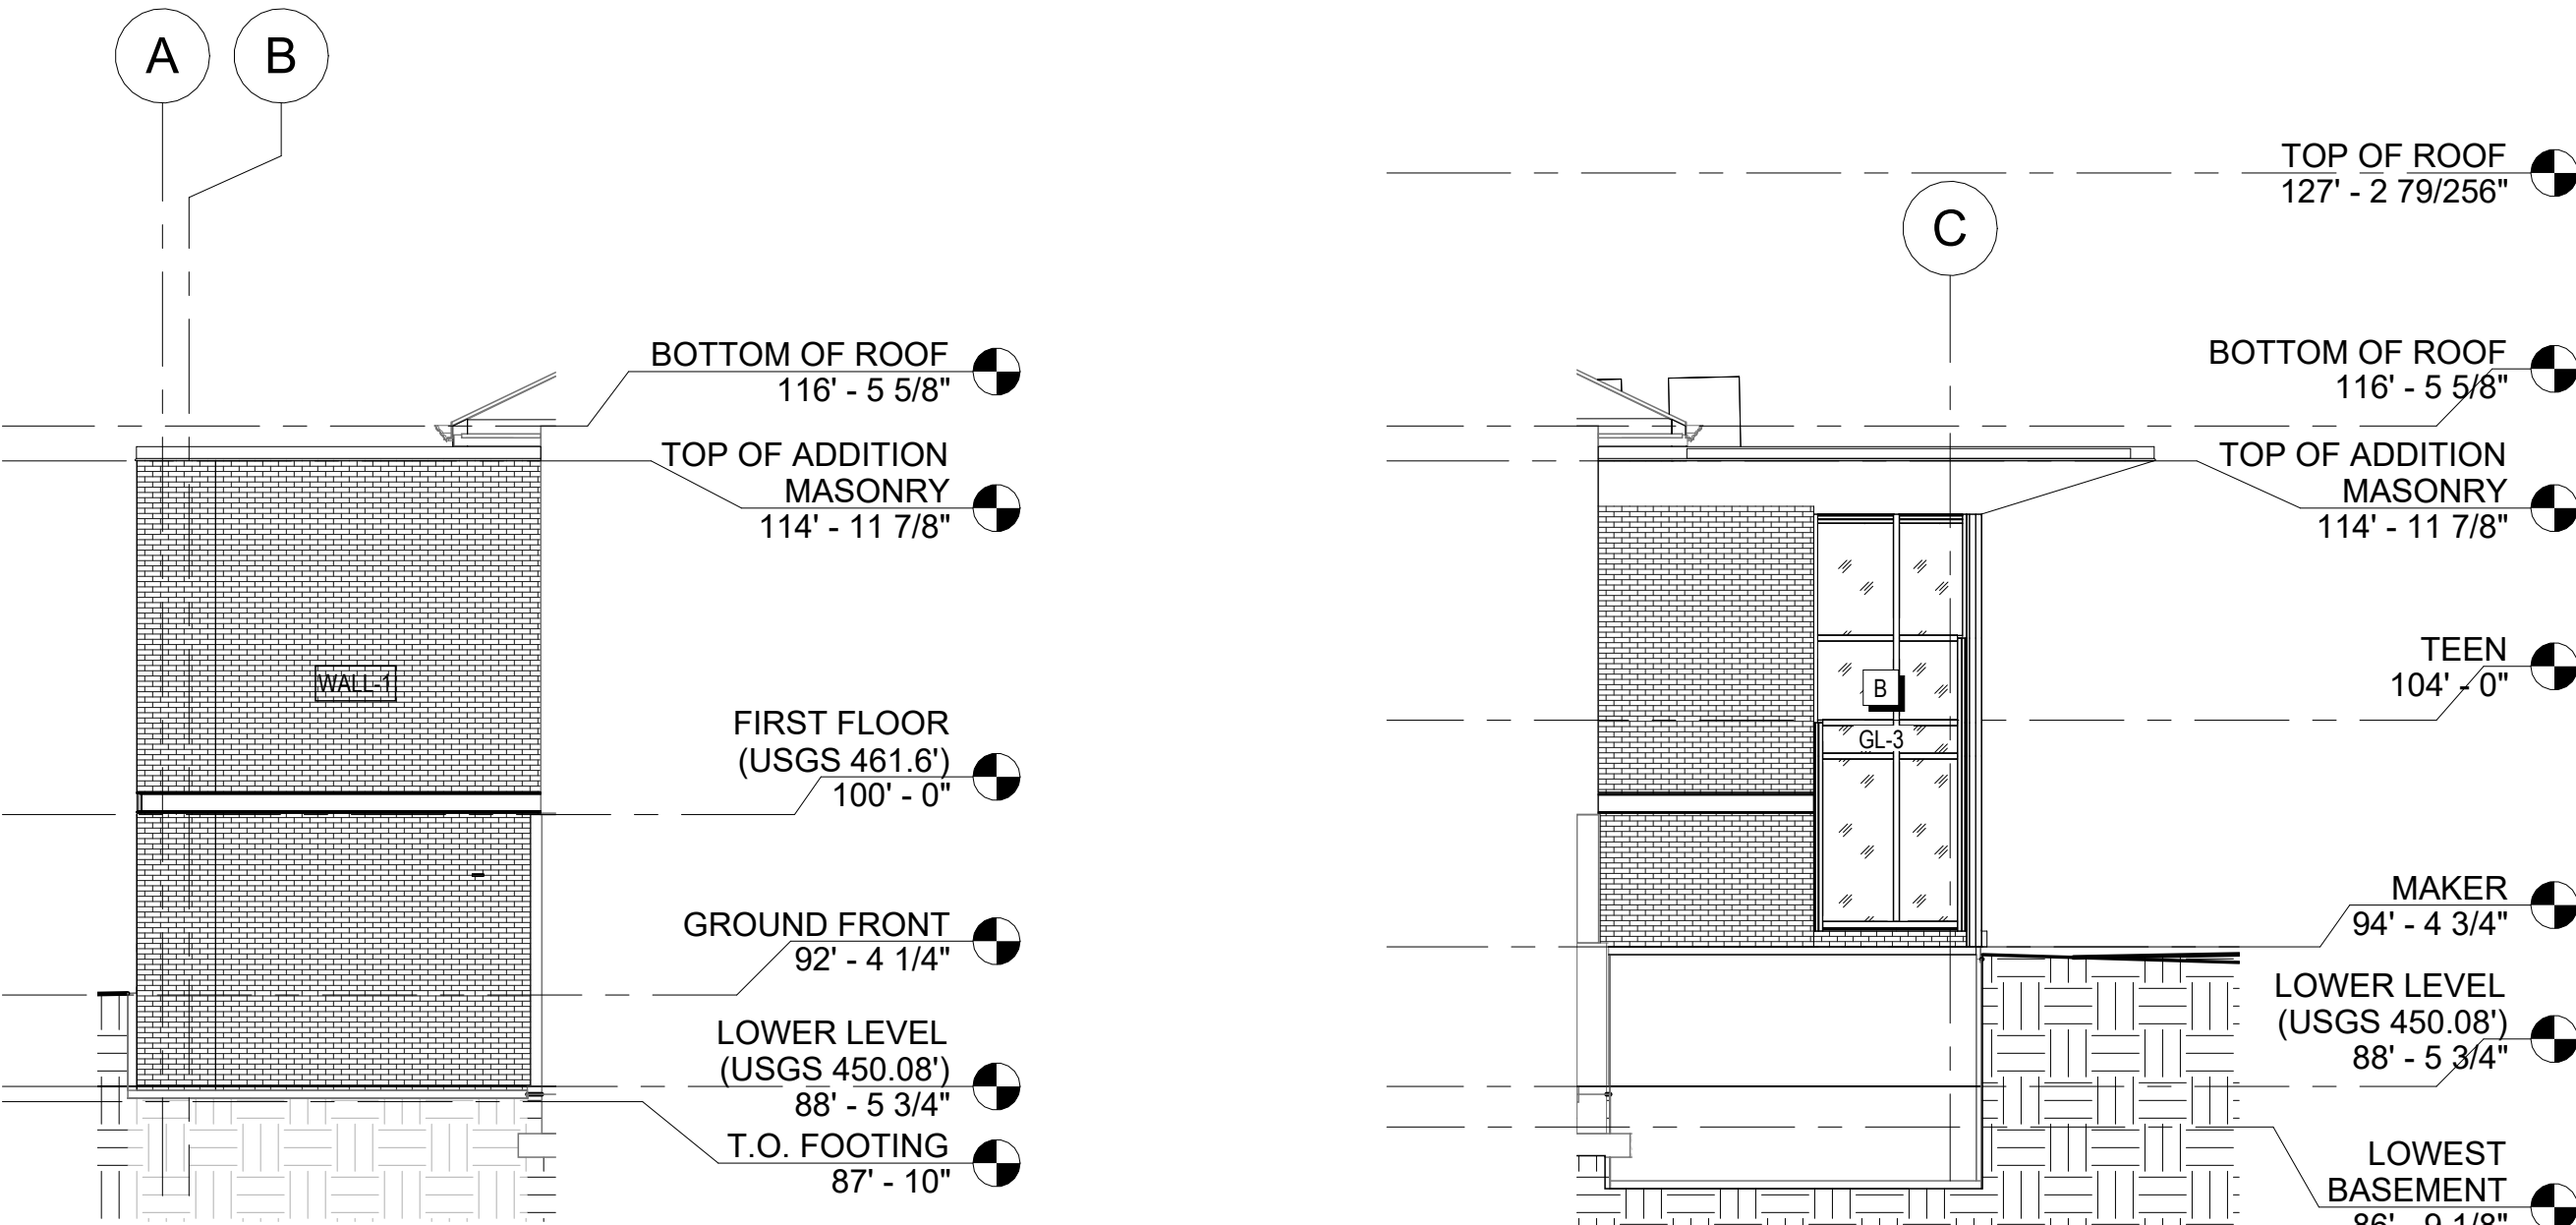 A
B
BOTTOM OF ROOF
116' - 5 5/8"
TOP OF ADDITION
MASONRY
114' - 11 7/8"
WALL-1
FIRST FLOOR
(USGS 461.6')
100' - 0"
GROUND FRONT
92' - 4 1/4"
LOWER LEVEL
(USGS 450.08')
88' - 5 3/4"
T.O. FOOTING
87' - 10"
TOP OF ROOF
127' - 2 79/256"
C
BOTTOM OF ROOF
116' - 5 5/8"
TOP OF ADDITION
MASONRY
114' - 11 7/8"
TEEN
104' - 0"
B
GL-3
MAKER
94' - 4 3/4"
LOWER LEVEL
(USGS 450.08')
88' - 5 3/4"
LOWEST
BASEMENT
86' - 9 1/8"